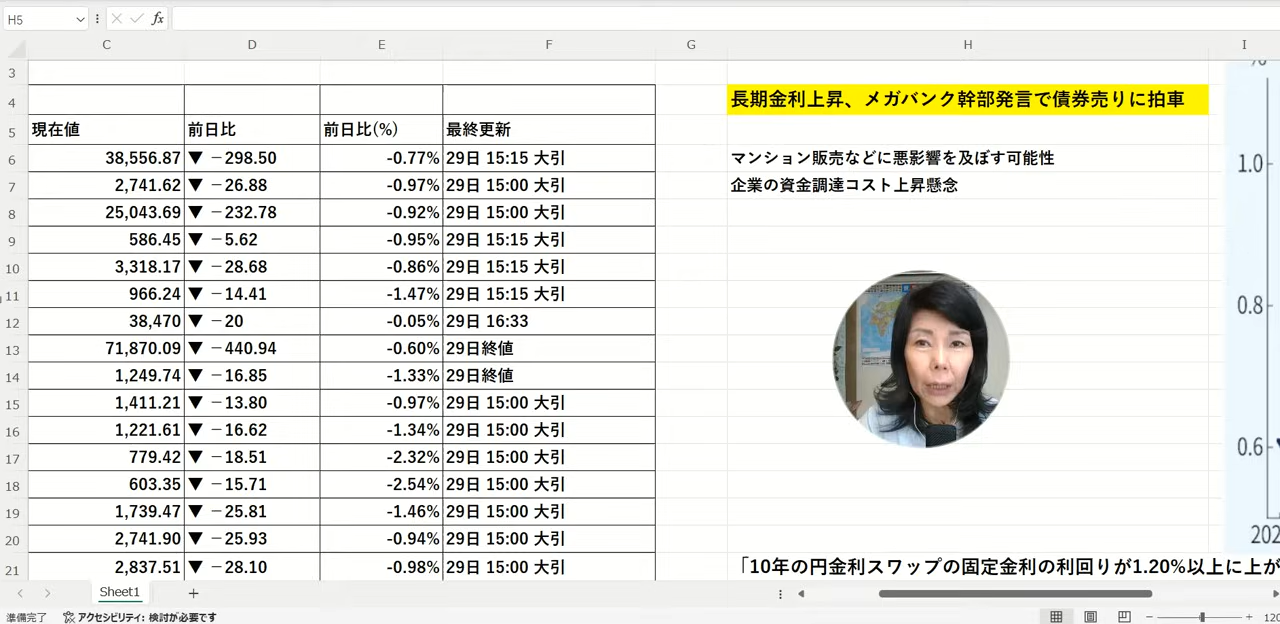 H5
fx
C D E F G H I
3
4 長期金利上昇、メガバンク幹部発言で債券売りに拍車
5 現在値 前日比 前日比(%) 最終更新
6 38,556.87 ▼ －298.50 -0.77% 29日 15:15 大引 マンション販売などに悪影響を及ぼす可能性
7 2,741.62 ▼ －26.88 -0.97% 29日 15:00 大引 企業の資金調達コスト上昇懸念
8 25,043.69 ▼ －232.78 -0.92% 29日 15:00 大引
9 586.45 ▼ －5.62 -0.95% 29日 15:15 大引
10 3,318.17 ▼ －28.68 -0.86% 29日 15:15 大引
11 966.24 ▼ －14.41 -1.47% 29日 15:15 大引
12 38,470 ▼ －20 -0.05% 29日 16:33
13 71,870.09 ▼ －440.94 -0.60% 29日終値
14 1,249.74 ▼ －16.85 -1.33% 29日終値
15 1,411.21 ▼ －13.80 -0.97% 29日 15:00 大引
16 1,221.61 ▼ －16.62 -1.34% 29日 15:00 大引
17 779.42 ▼ －18.51 -2.32% 29日 15:00 大引
18 603.35 ▼ －15.71 -2.54% 29日 15:00 大引
19 1,739.47 ▼ －25.81 -1.46% 29日 15:00 大引
20 2,741.90 ▼ －25.93 -0.94% 29日 15:00 大引
21 2,837.51 ▼ －28.10 -0.98% 29日 15:00 大引 「10年の円金利スワップの固定金利の利回りが1.20%以上に上が
1.0
0.8
0.6
202
Sheet1
準備完了 アクセシビリティ: 検討が必要です 120